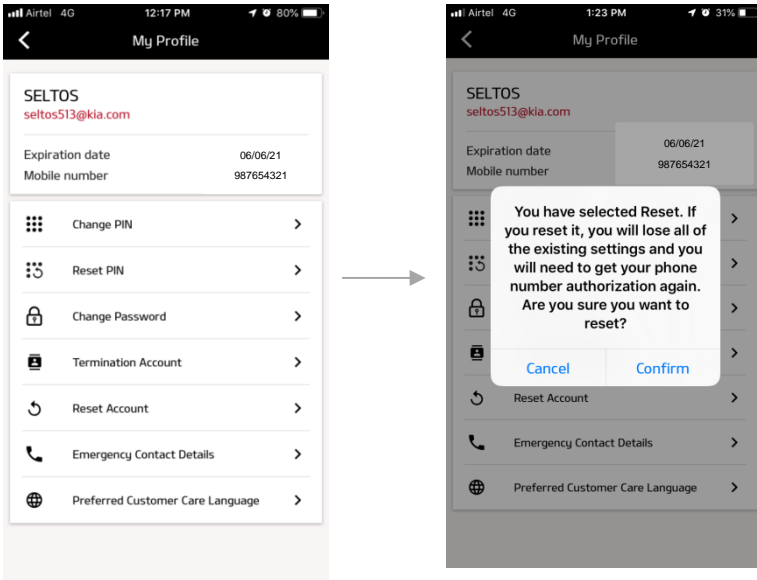 Airtel 4G 12:17 PM 80%
My Profile
SELTOS
seltos513@kia.com
Expiration date 06/06/21
Mobile number 987654321
Change PIN
Reset PIN
Change Password
Termination Account
Reset Account
Emergency Contact Details
Preferred Customer Care Language
Airtel 4G 1:23 PM 31%
My Profile
SELTOS
seltos513@kia.com
Expiration date 06/06/21
Mobile number 987654321
You have selected Reset. If
you reset it, you will lose all of
the existing settings and you
will need to get your phone
number authorization again.
Are you sure you want to
reset?
Cancel Confirm
Reset Account
Emergency Contact Details
Preferred Customer Care Language